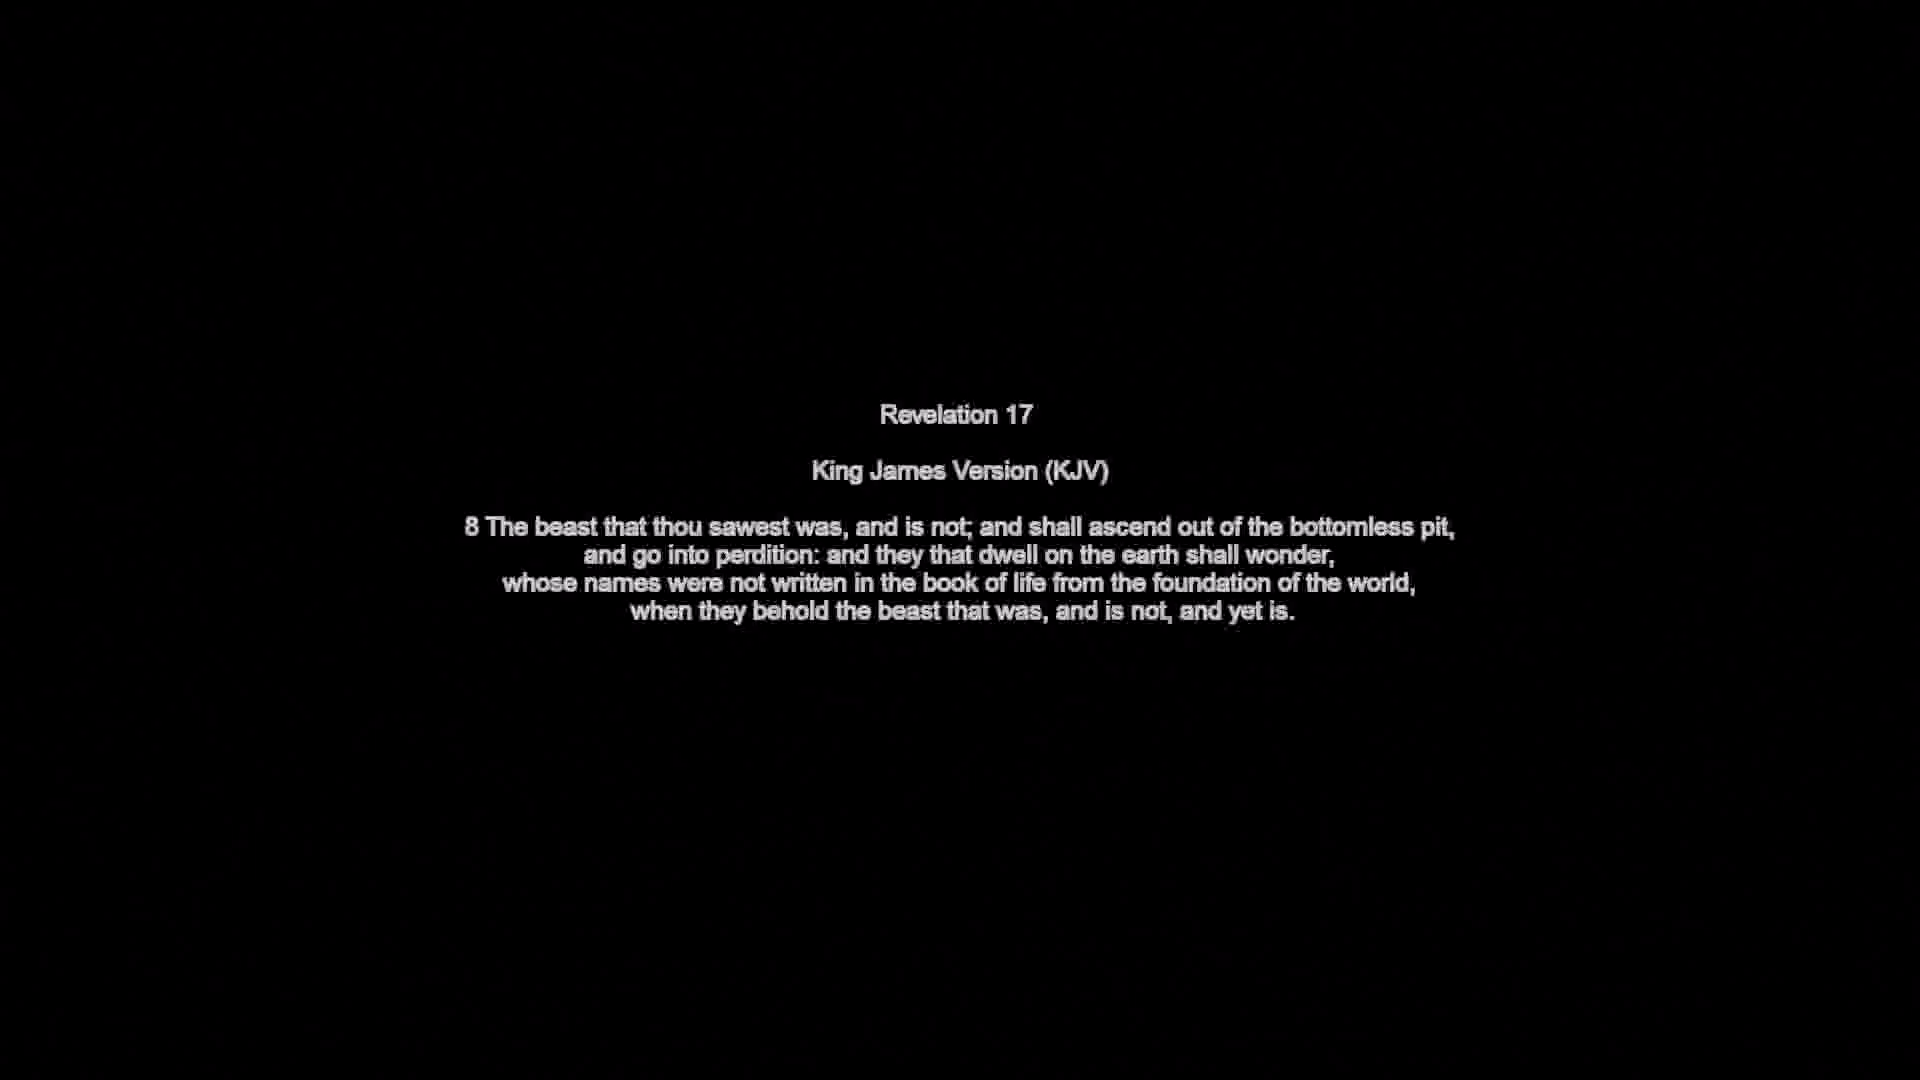 Revelation 17
King James Version (KJV)
8 The beast that thou sawest was, and is not; and shall ascend out of the bottomless pit,
and go into perdition: and they that dwell on the earth shall wonder,
whose names were not written in the book of life from the foundation of the world,
when they behold the beast that was, and is not, and yet is.